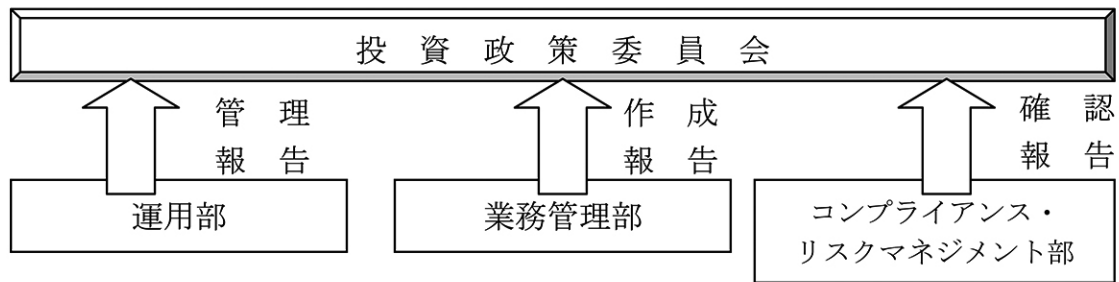 投資政策委員会
管理
報告
作成
報告
確認
報告
運用部
業務管理部
コンプライアンス・
リスクマネジメント部